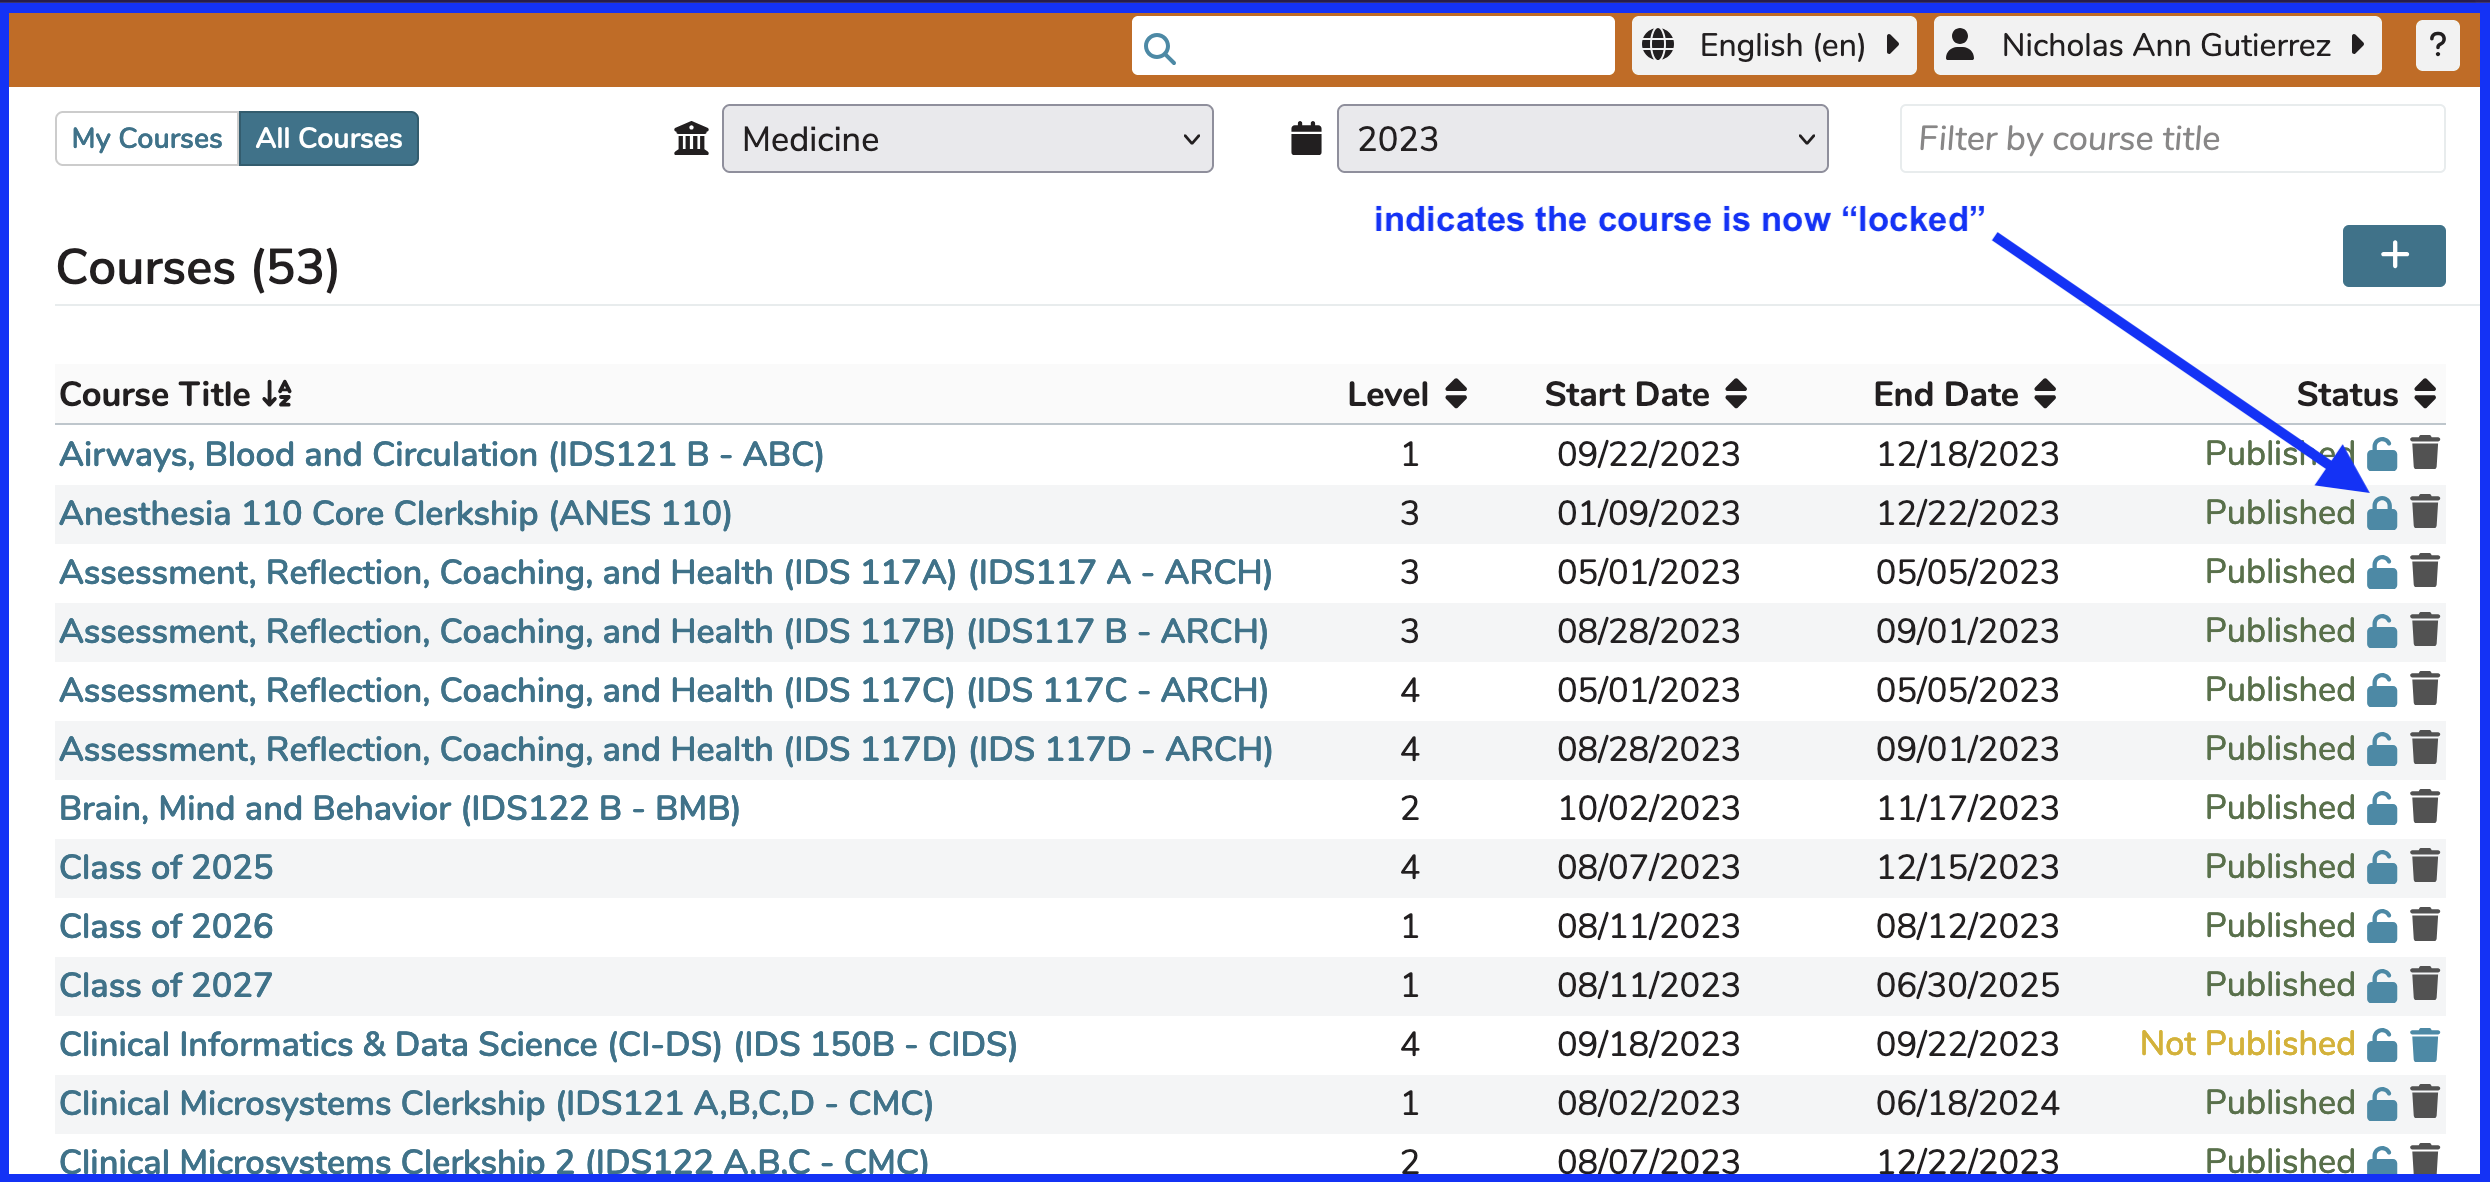 English (en)
Nicholas Ann Gutierrez
?
My Courses
All Courses
Medicine
2023
Filter by course title
indicates the course is now “locked”
Courses (53)
+
Course Title Level Start Date End Date Status
Airways, Blood and Circulation (IDS121 B - ABC) 1 09/22/2023 12/18/2023 Published
Anesthesia 110 Core Clerkship (ANES 110) 3 01/09/2023 12/22/2023 Published
Assessment, Reflection, Coaching, and Health (IDS 117A) (IDS117 A - ARCH) 3 05/01/2023 05/05/2023 Published
Assessment, Reflection, Coaching, and Health (IDS 117B) (IDS117 B - ARCH) 3 08/28/2023 09/01/2023 Published
Assessment, Reflection, Coaching, and Health (IDS 117C) (IDS 117C - ARCH) 4 05/01/2023 05/05/2023 Published
Assessment, Reflection, Coaching, and Health (IDS 117D) (IDS 117D - ARCH) 4 08/28/2023 09/01/2023 Published
Brain, Mind and Behavior (IDS122 B - BMB) 2 10/02/2023 11/17/2023 Published
Class of 2025 4 08/07/2023 12/15/2023 Published
Class of 2026 1 08/11/2023 08/12/2023 Published
Class of 2027 1 08/11/2023 06/30/2025 Published
Clinical Informatics & Data Science (CI-DS) (IDS 150B - CIDS) 4 09/18/2023 09/22/2023 Not Published
Clinical Microsystems Clerkship (IDS121 A,B,C,D - CMC) 1 08/02/2023 06/18/2024 Published
Clinical Microsystems Clerkship 2 (IDS122 A,B,C - CMC) 2 08/07/2023 12/22/2023 Published